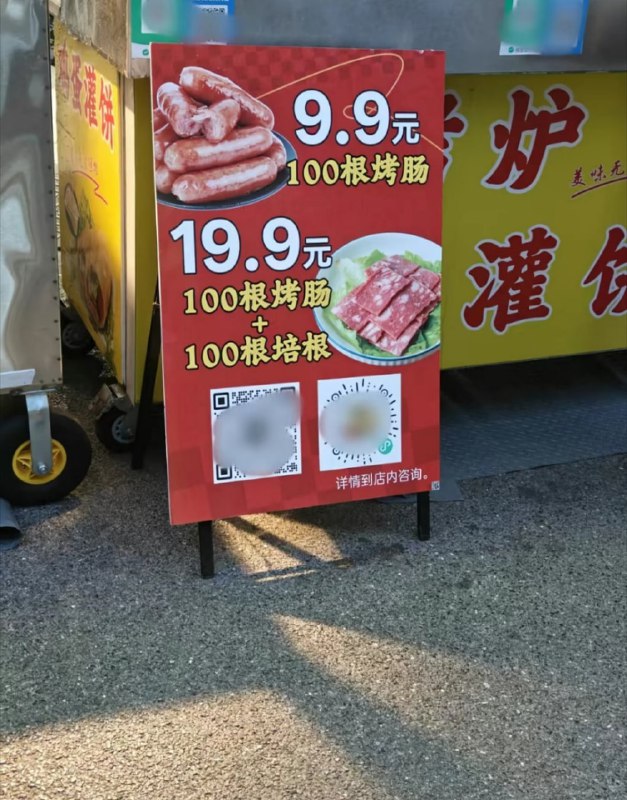 鸡蛋灌饼
9.9元
100根烤肠
19.9元
100根烤肠
+
100根培根
详情到店内咨询。
炉
美味无
灌饼